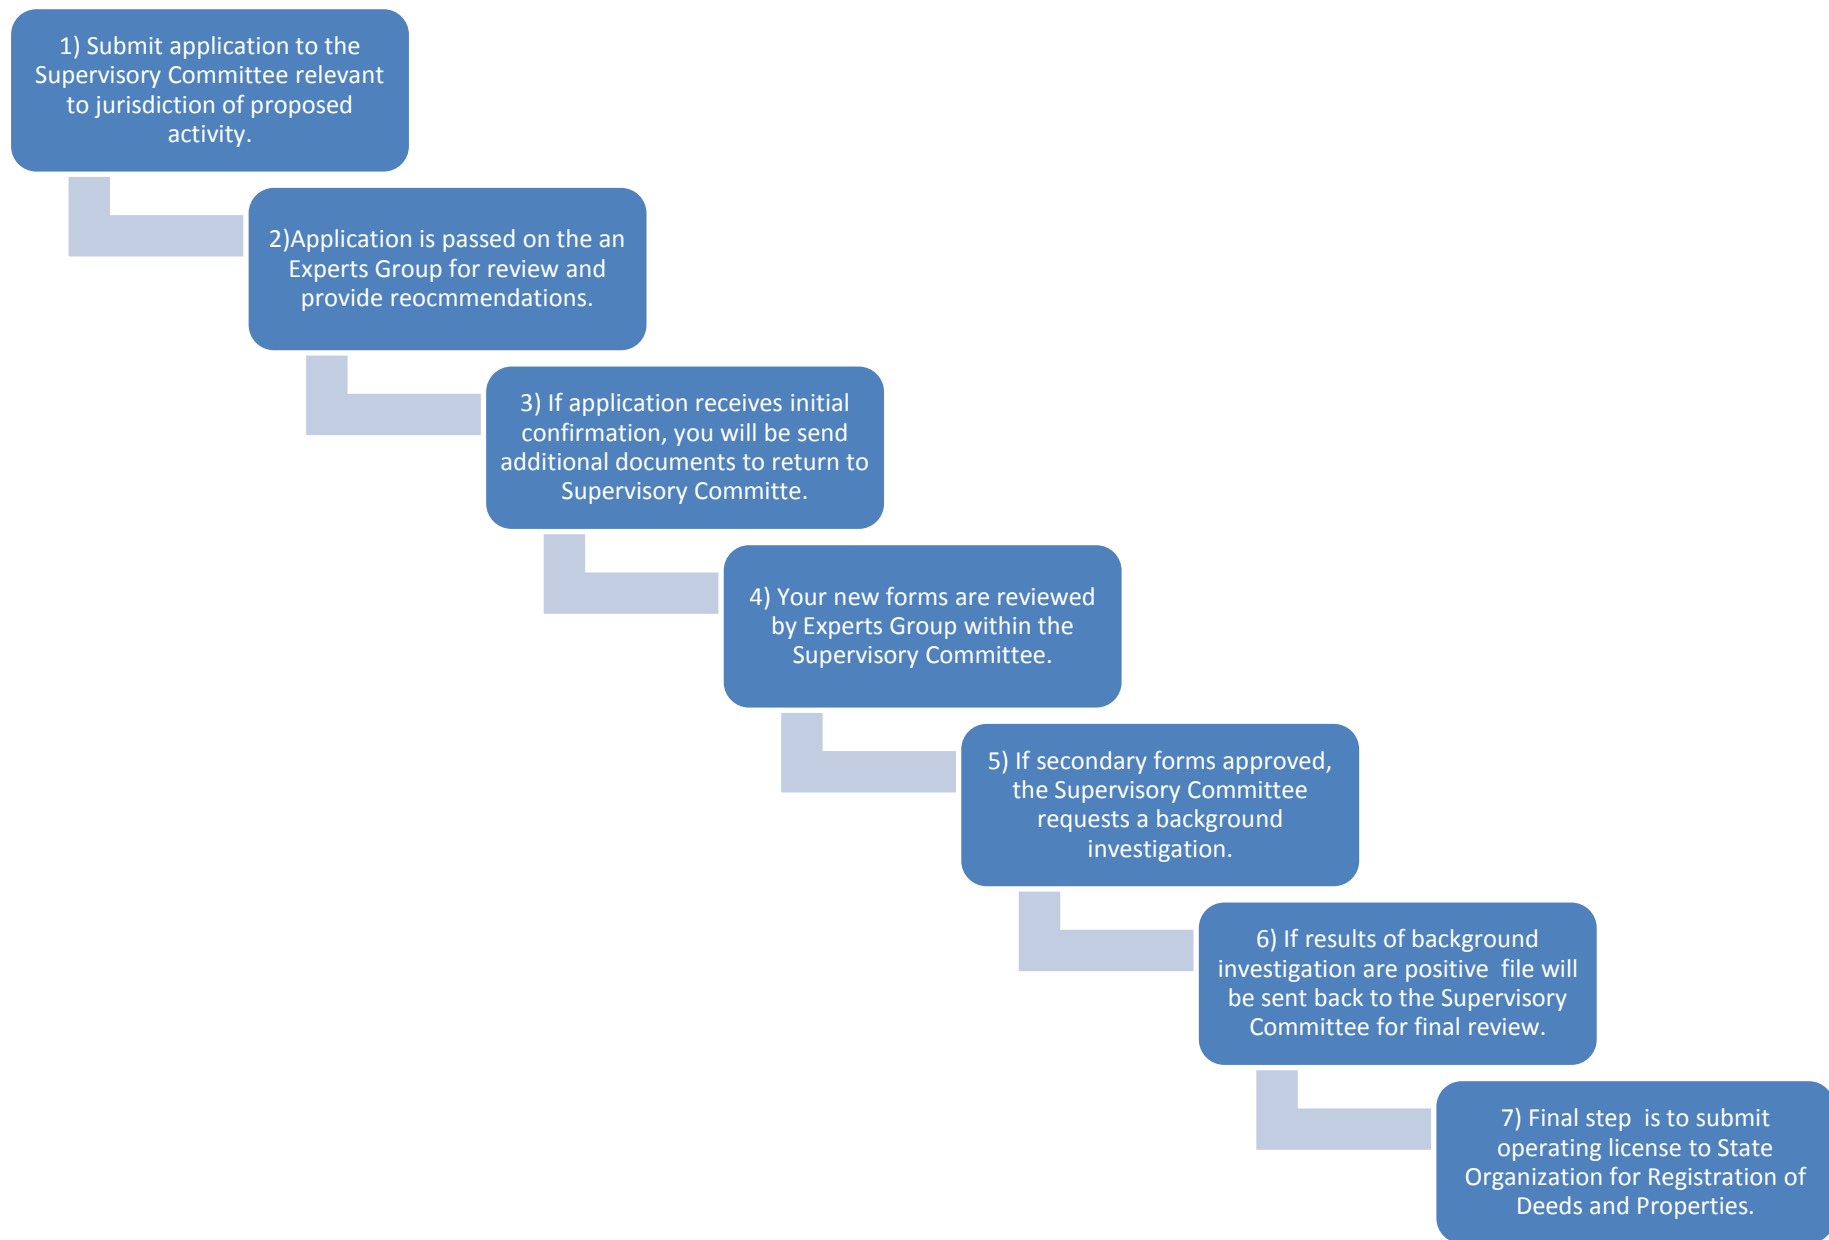 1) Submit application to the
Supervisory Committee relevant
to jurisdiction of proposed
activity.
2)Application is passed on the an
Experts Group for review and
provide reocmmendations.
3) If application receives initial
confirmation, you will be send
additional documents to return to
Supervisory Committe.
4) Your new forms are reviewed
by Experts Group within the
Supervisory Committee.
5) If secondary forms approved,
the Supervisory Committee
requests a background
investigation.
6) If results of background
investigation are positive  file will
be sent back to the Supervisory
Committee for final review.
7) Final step  is to submit
operating license to State
Organization for Registration of
Deeds and Properties.